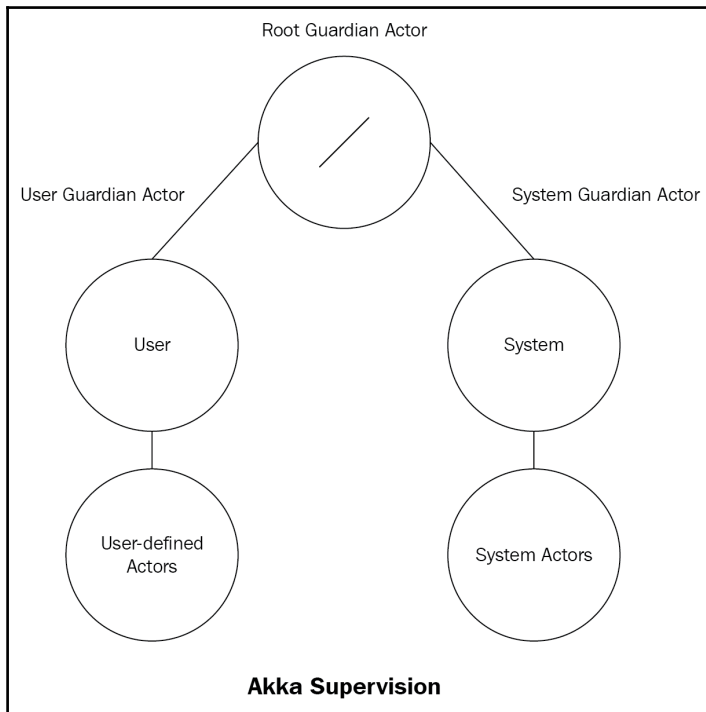 Root Guardian Actor
/
User Guardian Actor
System Guardian Actor
User
System
User-defined
Actors
System Actors
Akka Supervision